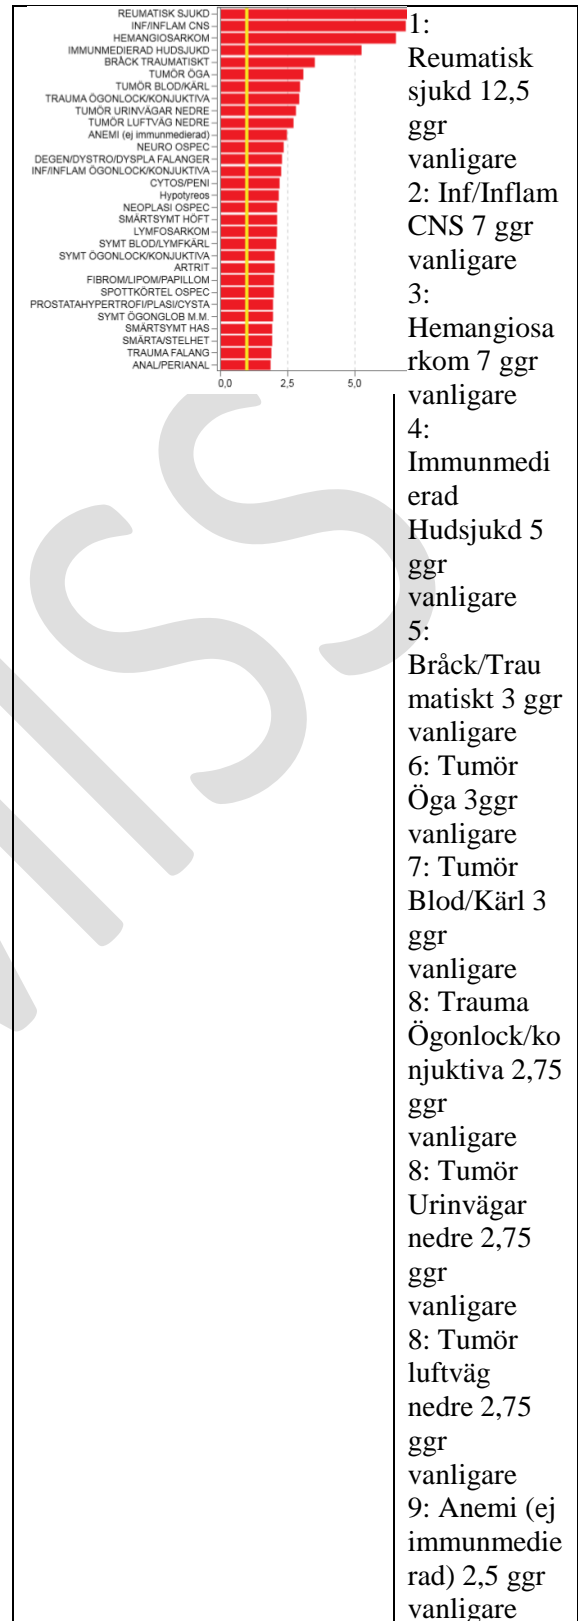 REUMATISK SJUKD
INF/INFLAM CNS
HEMANGIOSARKOM
IMMUNMEDIERAD HUDSJUKD
BRÅCK TRAUMATISKT
TUMÖR ÖGA
TUMÖR BLOD/KÄRL
TRAUMA ÖGONLOCK/KONJUKTIVA
TUMÖR URINVÄGAR NEDRE
TUMÖR LUFTVÄG NEDRE
ANEMI (ej immunmedierad)
NEURO OSPEC
DEGEN/DYSTRO/DYSPLA FALANGER
INF/INFLAM ÖGONLOCK/KONJUKTIVA
CYTOS/PENI
Hypotyreos
NEOPLASI OSPEC
SMÄRTSYMT HÖFT
LYMFOSARKOM
SYMT BLOD/LYMFKÄRL
SYMT ÖGONLOCK/KONJUKTIVA
ARTRIT
FIBROM/LIPOM/PAPILLOM
SPOTTKÖRTEL OSPEC
PROSTATAHYPERTROFI/PLASI/CYSTA
SYMT ÖGONGLOB M.M.
SMÄRTSYMT HAS
SMÄRTA/STELHET
TRAUMA FALANG
ANAL/PERIANAL
0,0 2,5 5,0
1:
Reumatisk
sjukd 12,5
ggr
vanligare
2: Inf/Inflam
CNS 7 ggr
vanligare
3:
Hemangiosa
rkom 7 ggr
vanligare
4:
Immunmedi
erad
Hudsjukd 5
ggr
vanligare
5:
Bråck/Trau
matiskt 3 ggr
vanligare
6: Tumör
Öga 3ggr
vanligare
7: Tumör
Blod/Kärl 3
ggr
vanligare
8: Trauma
Ögonlock/ko
njuktiva 2,75
ggr
vanligare
8: Tumör
Urinvägar
nedre 2,75
ggr
vanligare
8: Tumör
luftväg
nedre 2,75
ggr
vanligare
9: Anemi (ej
immunmedie
rad) 2,5 ggr
vanligare